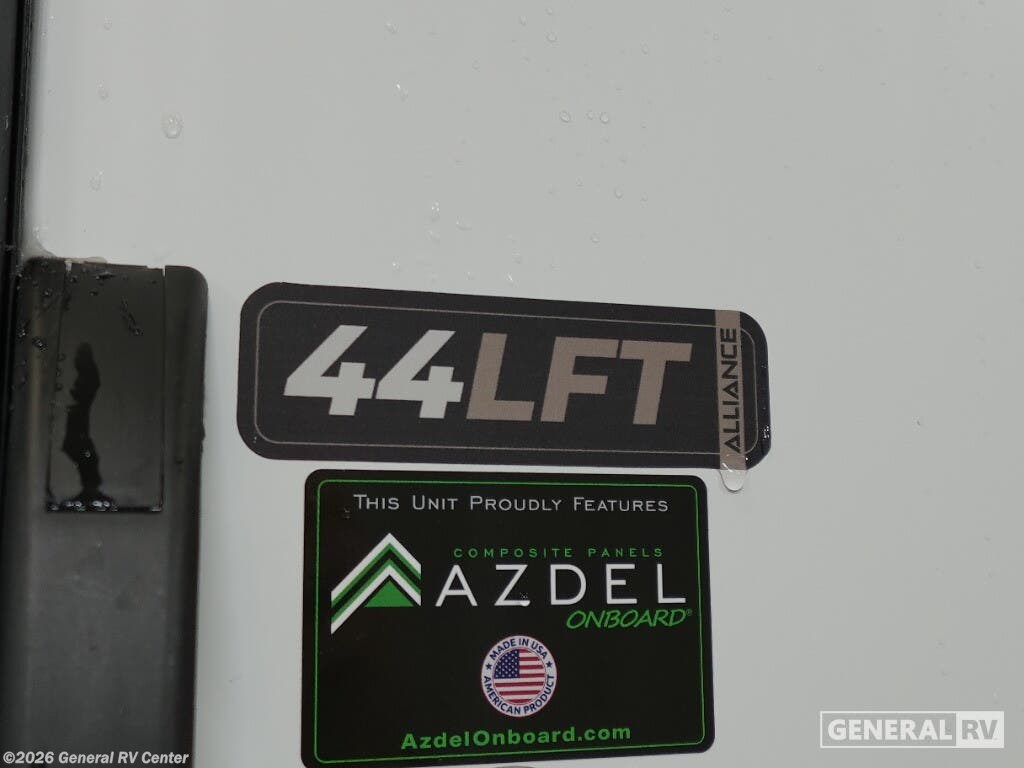 44LFT
ALLIANCE
THIS UNIT PROUDLY FEATURES
COMPOSITE PANELS
AZDEL
ONBOARD®
MADE IN USA
AMERICAN PRODUCT
AzdelOnboard.com
GENERAL RV
©2026 General RV Center